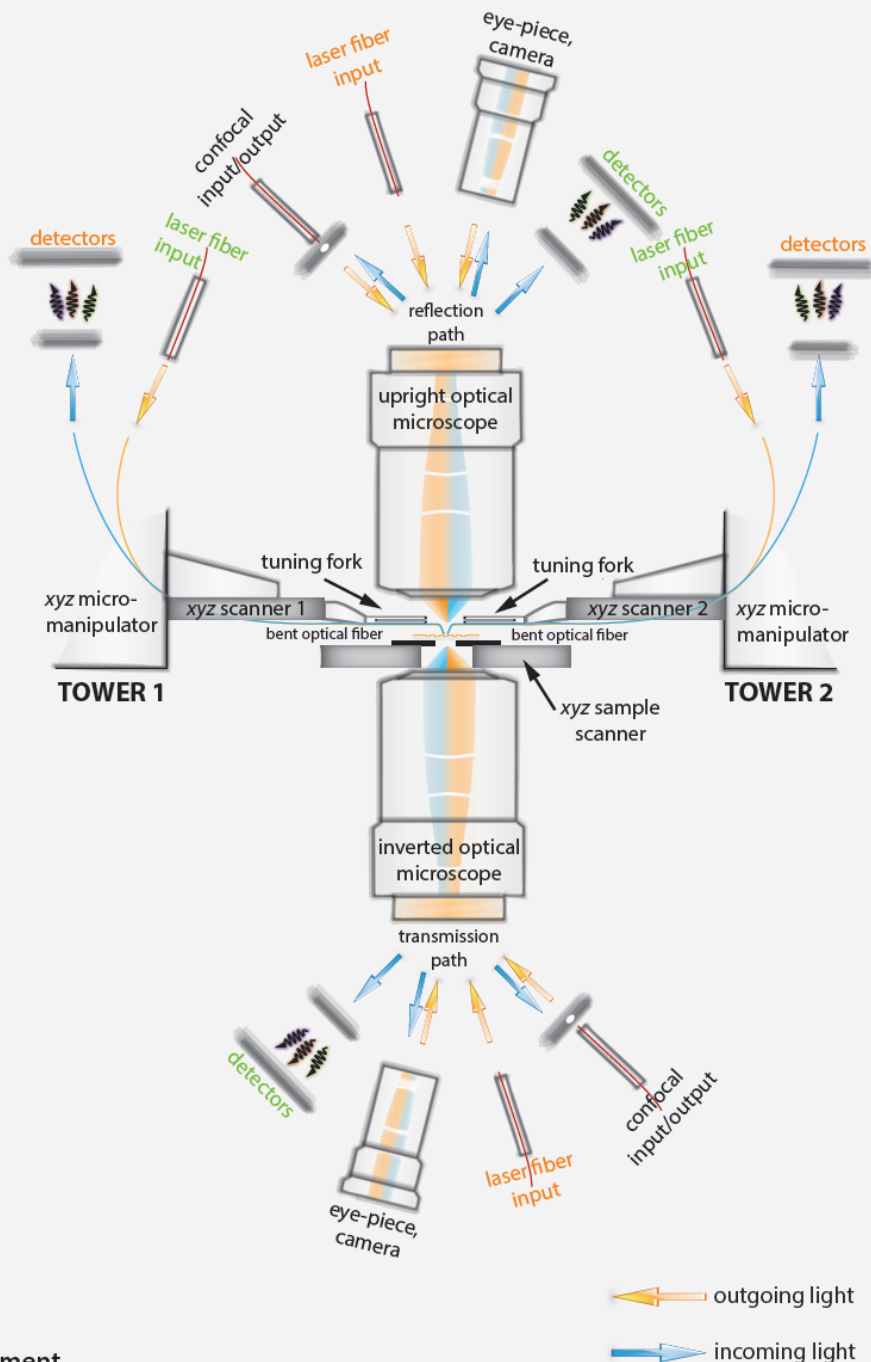 eye-piece,
camera
laser fiber
input
confocal
input/output
detectors
laser fiber
input
detectors
laser fiber
input
detectors
reflection
path
upright optical
microscope
tuning fork
tuning fork
xyz micro-
manipulator
xyz scanner 1
xyz scanner 2
xyz micro-
manipulator
bent optical fiber
bent optical fiber
TOWER 1
TOWER 2
xyz sample
scanner
inverted optical
microscope
transmission
path
detectors
eye-piece,
camera
laser fiber
input
confocal
input/output
outgoing light
incoming light